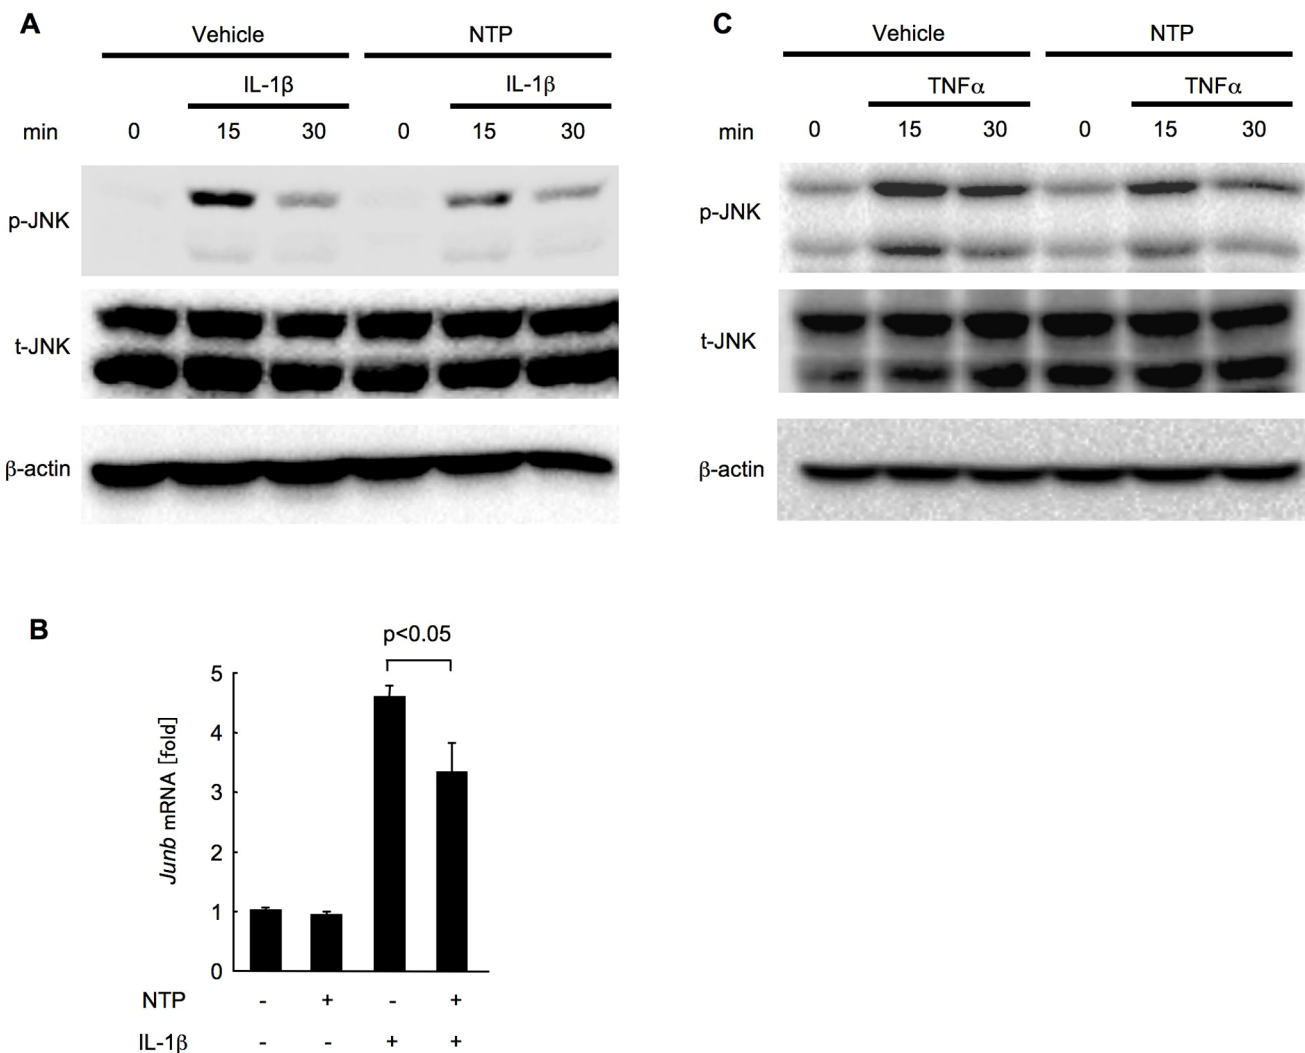 A
Vehicle NTP
IL-1β IL-1β
min 0 15 30 0 15 30
p-JNK
t-JNK
β-actin
C
Vehicle NTP
TNFα TNFα
min 0 15 30 0 15 30
p-JNK
t-JNK
β-actin
B
p<0.05
Junb mRNA [fold]
5
4
3
2
1
0
NTP - + - +
IL-1β - - + +